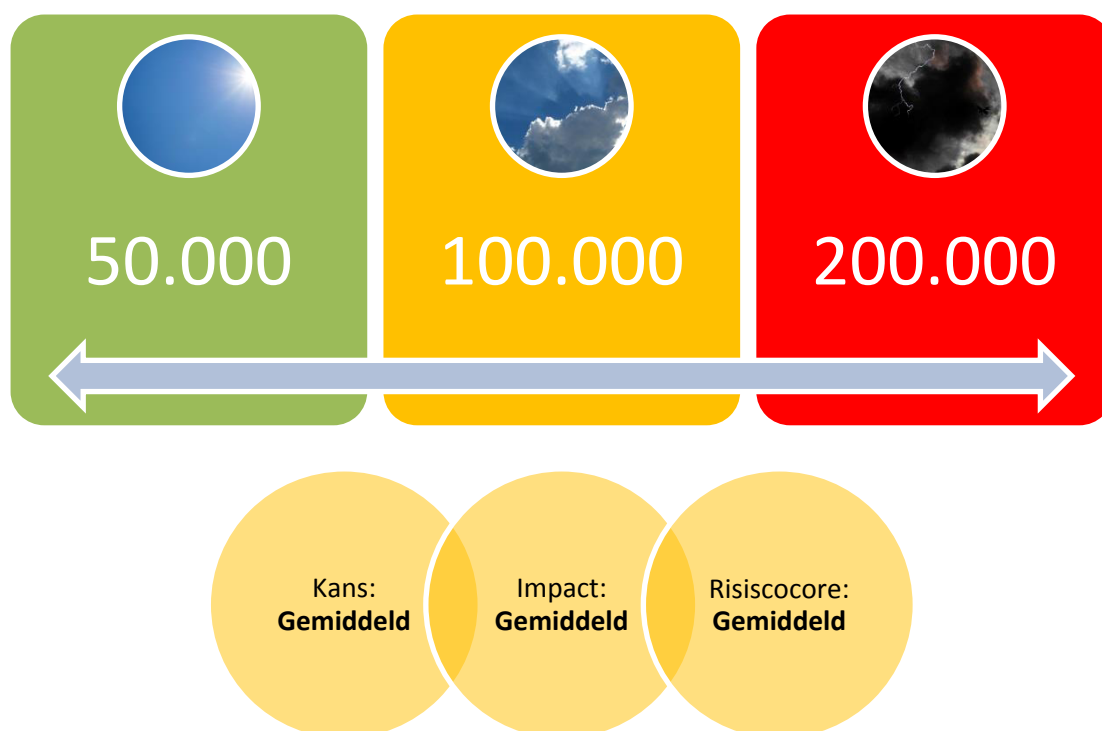 50.000
100.000
200.000
Kans:
Gemiddeld
Impact:
Gemiddeld
Risiscocore:
Gemiddeld